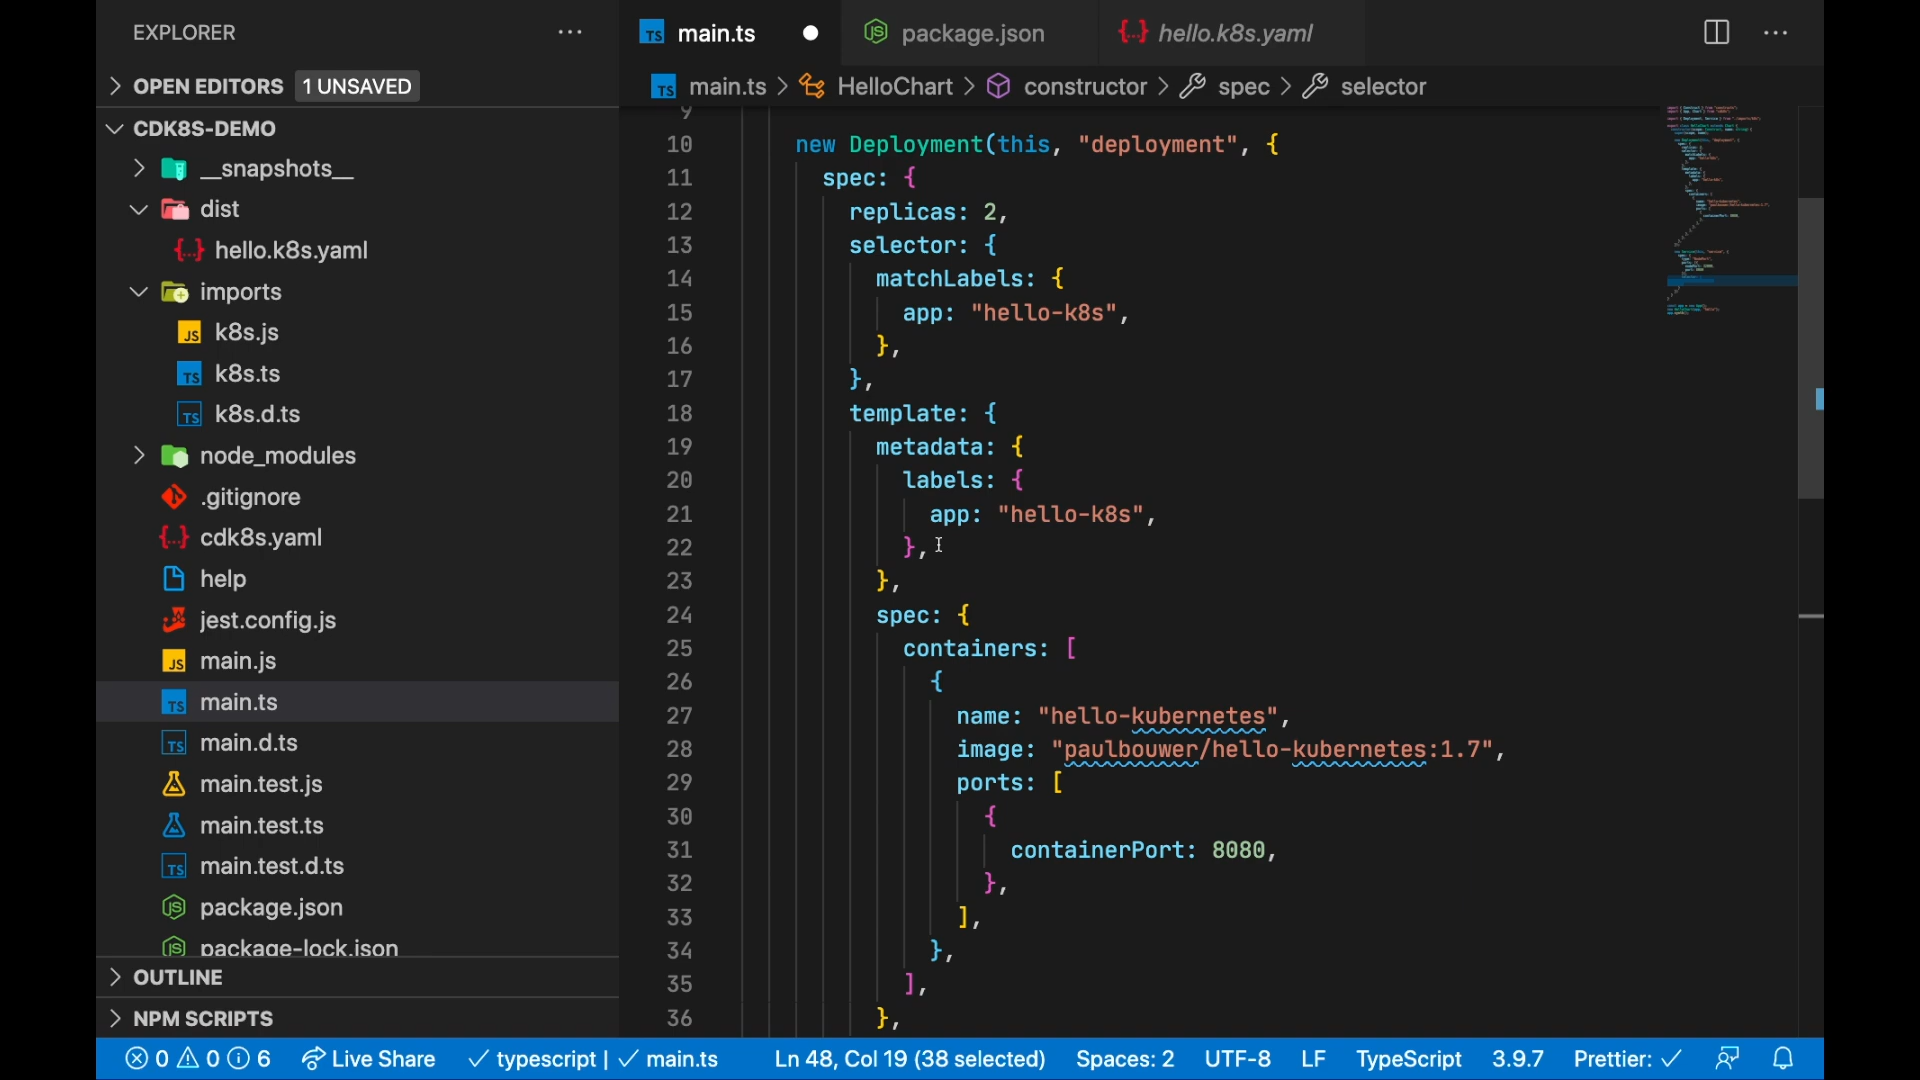 EXPLORER
OPEN EDITORS 1 UNSAVED
CDK8S-DEMO
__snapshots__
dist
hello.k8s.yaml
imports
k8s.js
k8s.ts
k8s.d.ts
node_modules
.gitignore
cdk8s.yaml
help
jest.config.js
main.js
main.ts
main.d.ts
main.test.js
main.test.ts
main.test.d.ts
package.json
package-lock.json
OUTLINE
NPM SCRIPTS
main.ts package.json hello.k8s.yaml
main.ts > HelloChart > constructor > spec > selector
9
10 new Deployment(this, "deployment", {
11 spec: {
12 replicas: 2,
13 selector: {
14 matchLabels: {
15 app: "hello-k8s",
16 },
17 },
18 template: {
19 metadata: {
20 labels: {
21 app: "hello-k8s",
22 },
23 },
24 spec: {
25 containers: [
26 {
27 name: "hello-kubernetes",
28 image: "paulbouwer/hello-kubernetes:1.7",
29 ports: [
30 {
31 containerPort: 8080,
32 },
33 ],
34 },
35 ],
36 },
0 0 6 Live Share typescript | main.ts Ln 48, Col 19 (38 selected) Spaces: 2 UTF-8 LF TypeScript 3.9.7 Prettier: ✓